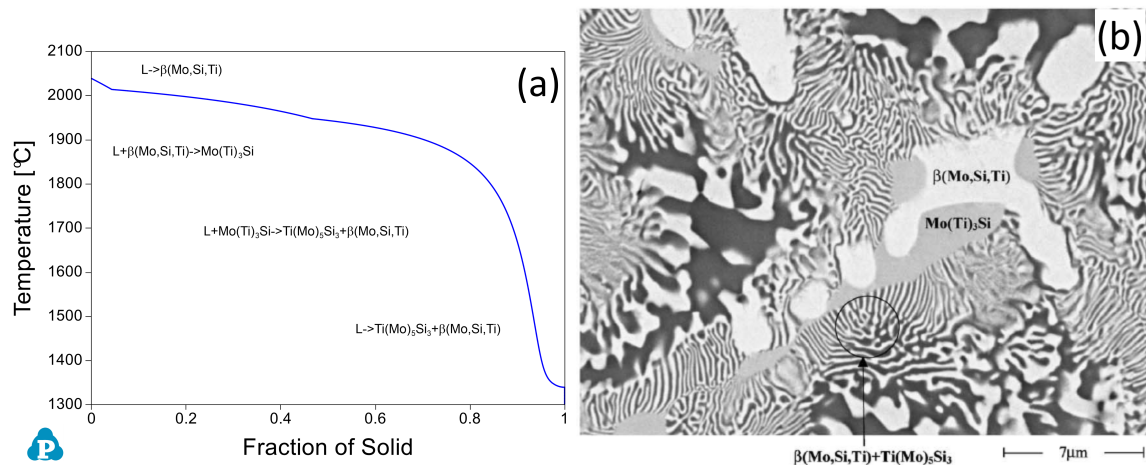 (a)
2100
2000
1900
1800
1700
1600
1500
1400
1300
Temperature [°C]
L->β(Mo,Si,Ti)
L+β(Mo,Si,Ti)->Mo(Ti)₃Si
L+Mo(Ti)₃Si->Ti(Mo)₅Si₃+β(Mo,Si,Ti)
L->Ti(Mo)₅Si₃+β(Mo,Si,Ti)
0 0.2 0.4 0.6 0.8 1
Fraction of Solid
P
(b)
β(Mo,Si,Ti)
Mo(Ti)₃Si
β(Mo,Si,Ti)+Ti(Mo)₅Si₃
7μm